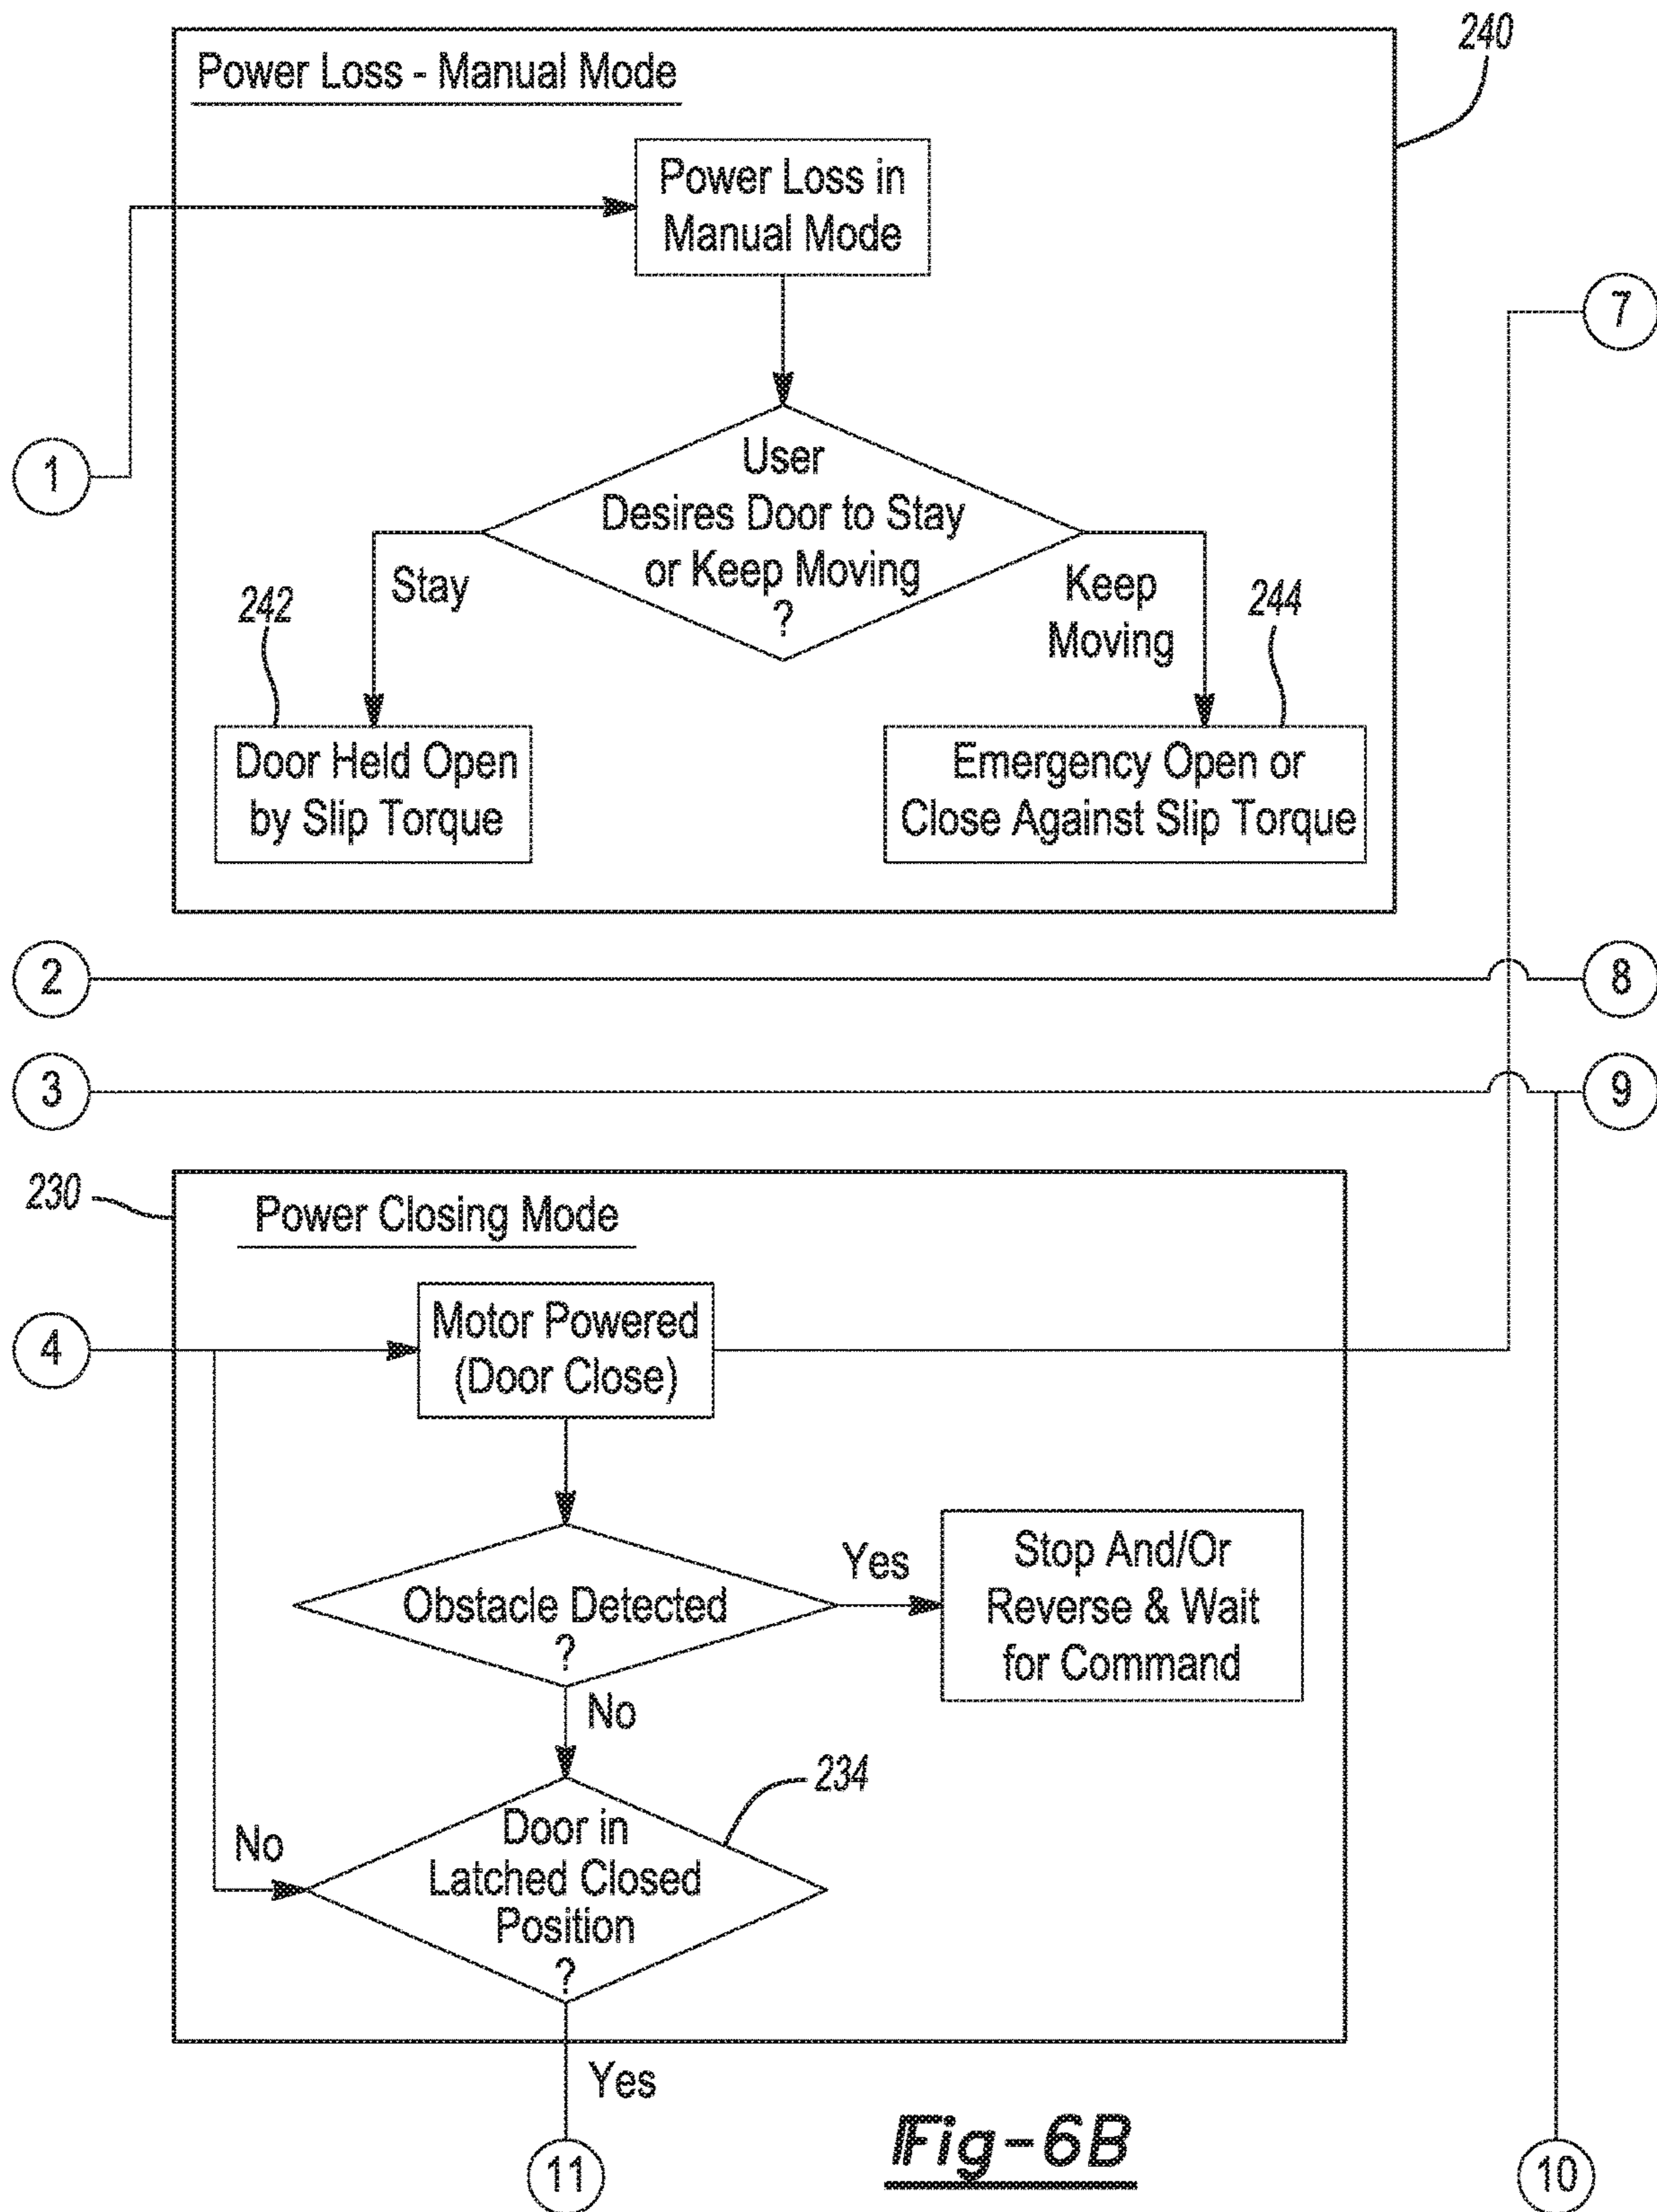 240
Power Loss - Manual Mode
Power Loss in
Manual Mode
7
1
User
Desires Door to Stay
or Keep Moving
?
Stay
Keep
Moving
242
244
Door Held Open
by Slip Torque
Emergency Open or
Close Against Slip Torque
2
8
3
9
230
Power Closing Mode
4
Motor Powered
(Door Close)
Obstacle Detected
?
Yes
Stop And/Or
Reverse & Wait
for Command
No
234
Door in
Latched Closed
Position
?
No
Yes
Fig-6B
11
10